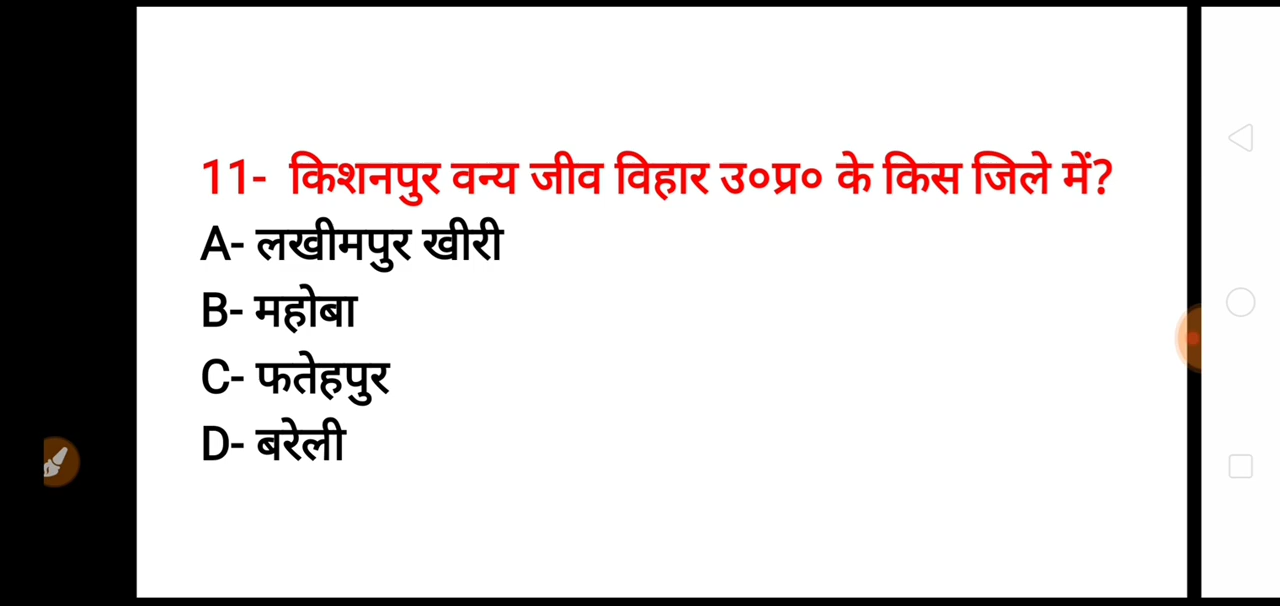 11- किशनपुर वन्य जीव विहार उ०प्र० के किस जिले में?
A- लखीमपुर खीरी
B- महोबा
C- फतेहपुर
D- बरेली